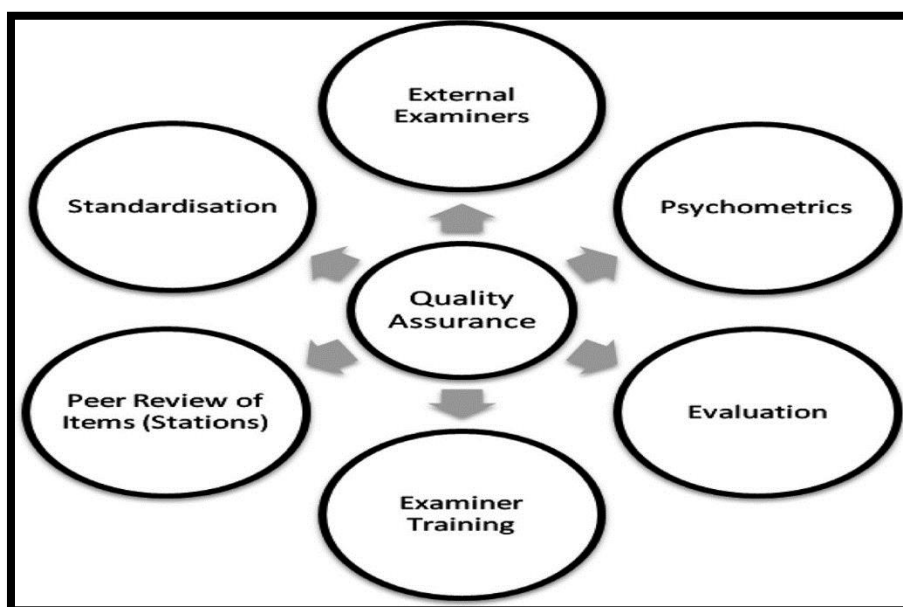 External
Examiners
Standardisation
Psychometrics
Quality
Assurance
Peer Review of
Items (Stations)
Evaluation
Examiner
Training